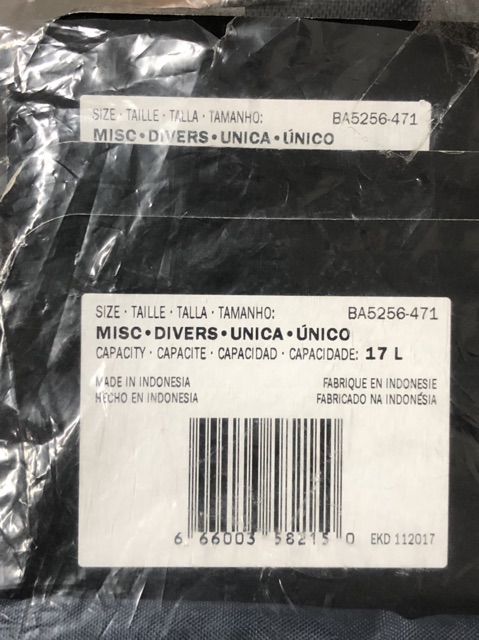 SIZE · TAILLE · TALLA · TAMANHO: BA5256-471
MISC•DIVERS•UNICA•ÚNICO
SIZE · TAILLE · TALLA · TAMANHO: BA5256-471
MISC•DIVERS•UNICA•ÚNICO
CAPACITY · CAPACITE · CAPACIDAD · CAPACIDADE: 17 L
MADE IN INDONESIA FABRIQUE EN INDONESIE
HECHO EN INDONESIA FABRICADO NA INDONÉSIA
6 66003 58215 0 EKD 112017